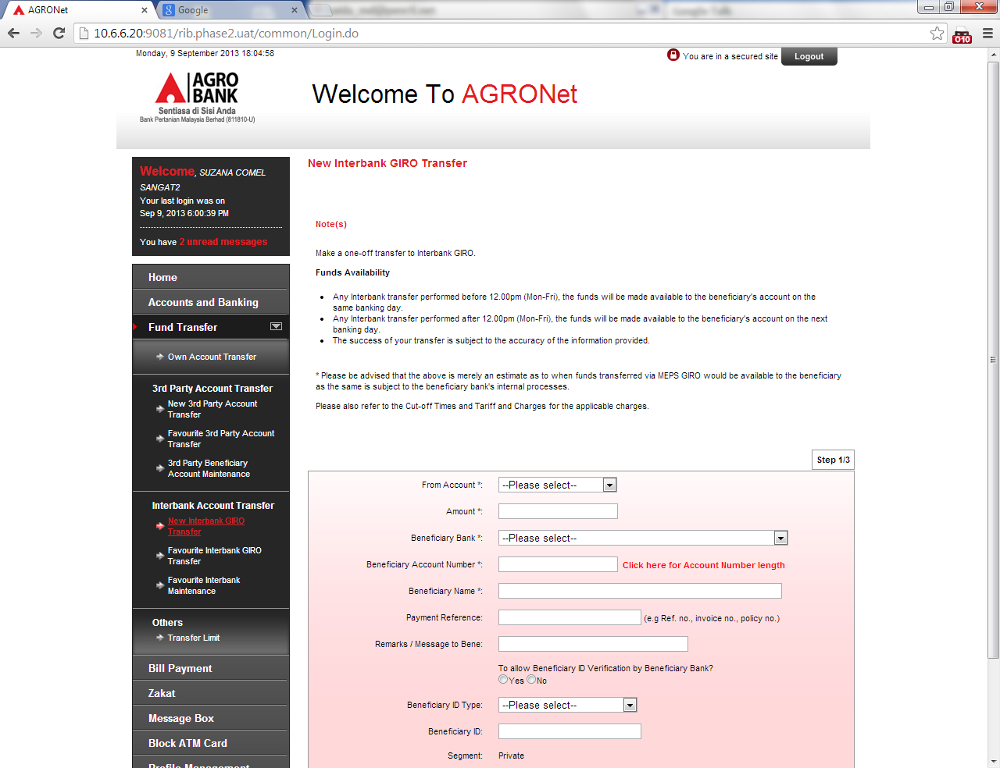 AGRONet
Google
10.6.6.20:9081/rib.phase2.uat/common/Login.do
010
Monday, 9 September 2013 18:04:58
You are in a secured site
Logout
AGRO
BANK
Sentiasa di Sisi Anda
Bank Pertanian Malaysia Berhad (811810-U)
Welcome To AGRONet
Welcome, SUZANA COMEL
SANGAT2
Your last login was on
Sep 9, 2013 6:00:39 PM
You have 2 unread messages
Home
Accounts and Banking
Fund Transfer
Own Account Transfer
3rd Party Account Transfer
New 3rd Party Account
Transfer
Favourite 3rd Party Account
Transfer
3rd Party Beneficiary
Account Maintenance
Interbank Account Transfer
New Interbank GIRO
Transfer
Favourite Interbank GIRO
Transfer
Favourite Interbank
Maintenance
Others
Transfer Limit
Bill Payment
Zakat
Message Box
Block ATM Card
Profile Management
New Interbank GIRO Transfer
Note(s)
Make a one-off transfer to Interbank GIRO.
Funds Availability
Any Interbank transfer performed before 12.00pm (Mon-Fri), the funds will be made available to the beneficiary's account on the
same banking day.
Any Interbank transfer performed after 12.00pm (Mon-Fri), the funds will be made available to the beneficiary's account on the next
banking day.
The success of your transfer is subject to the accuracy of the information provided.
* Please be advised that the above is merely an estimate as to when funds transferred via MEPS GIRO would be available to the beneficiary
as the same is subject to the beneficiary bank's internal processes.
Please also refer to the Cut-off Times and Tariff and Charges for the applicable charges.
Step 1/3
From Account *: --Please select--
Amount *:
Beneficiary Bank *: --Please select--
Beneficiary Account Number *: Click here for Account Number length
Beneficiary Name *:
Payment Reference: (e.g Ref. no., invoice no., policy no.)
Remarks / Message to Bene:
To allow Beneficiary ID Verification by Beneficiary Bank?
Yes No
Beneficiary ID Type: --Please select--
Beneficiary ID:
Segment: Private